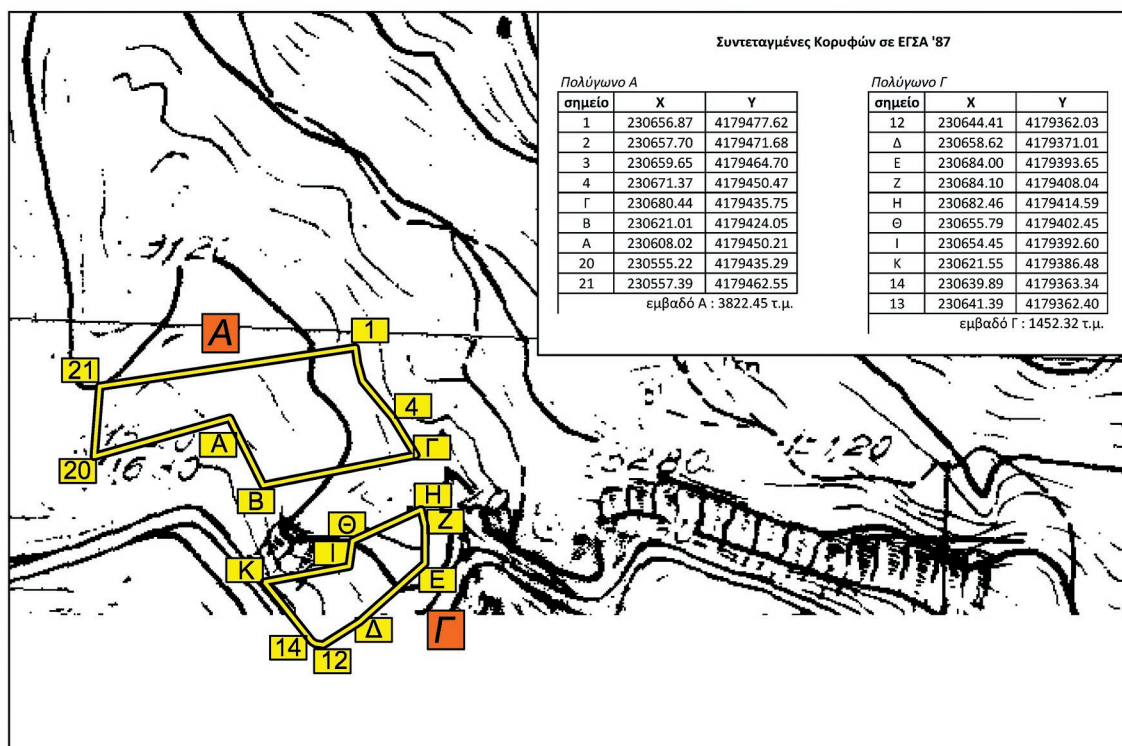 Συντεταγμένες Κορυφών σε ΕΓΣΑ '87
Πολύγωνο Α
σημείο X Y
1 230656.87 4179477.62
2 230657.70 4179471.68
3 230659.65 4179464.70
4 230671.37 4179450.47
Γ 230680.44 4179435.75
Β 230621.01 4179424.05
Α 230608.02 4179450.21
20 230555.22 4179435.29
21 230557.39 4179462.55
εμβαδό Α : 3822.45 τ.μ.
Πολύγωνο Γ
σημείο X Y
12 230644.41 4179362.03
Δ 230658.62 4179371.01
Ε 230684.00 4179393.65
Ζ 230684.10 4179408.04
Η 230682.46 4179414.59
Θ 230655.79 4179402.45
Ι 230654.45 4179392.60
Κ 230621.55 4179386.48
14 230639.89 4179363.34
13 230641.39 4179362.40
εμβαδό Γ : 1452.32 τ.μ.
Α
1
21
4
Α
Γ
20
Β
Η
Θ
Ζ
Ι
Κ
Ε
Δ
Γ
14
12